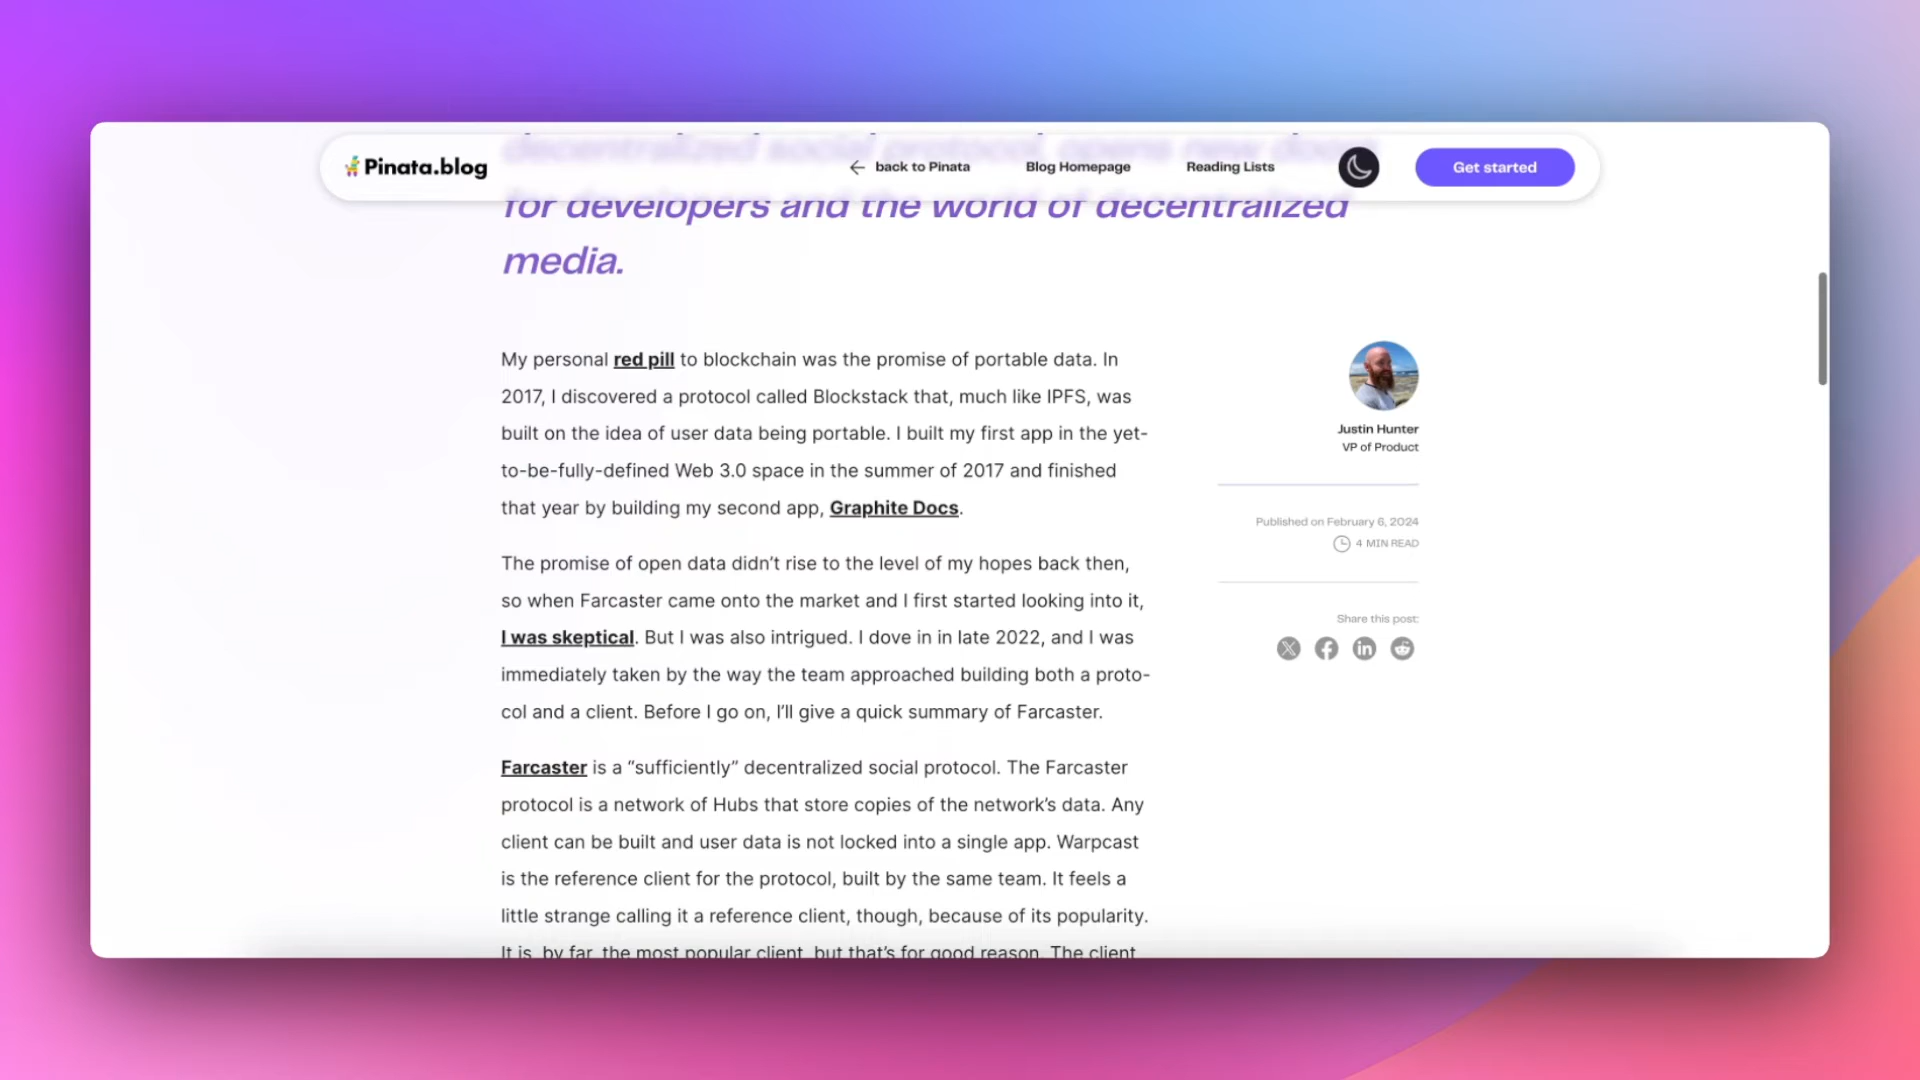 decentralized social protocol, opens new doors
Pinata.blog
back to Pinata
Blog Homepage
Reading Lists
Get started
for developers and the world of decentralized
media.
My personal red pill to blockchain was the promise of portable data. In
2017, I discovered a protocol called Blockstack that, much like IPFS, was
built on the idea of user data being portable. I built my first app in the yet-
to-be-fully-defined Web 3.0 space in the summer of 2017 and finished
that year by building my second app, Graphite Docs.
The promise of open data didn’t rise to the level of my hopes back then,
so when Farcaster came onto the market and I first started looking into it,
I was skeptical. But I was also intrigued. I dove in in late 2022, and I was
immediately taken by the way the team approached building both a proto-
col and a client. Before I go on, I’ll give a quick summary of Farcaster.
Farcaster is a “sufficiently” decentralized social protocol. The Farcaster
protocol is a network of Hubs that store copies of the network’s data. Any
client can be built and user data is not locked into a single app. Warpcast
is the reference client for the protocol, built by the same team. It feels a
little strange calling it a reference client, though, because of its popularity.
It is, by far, the most popular client, but that’s for good reason. The client
Justin Hunter
VP of Product
Published on February 6, 2024
4 MIN READ
Share this post: